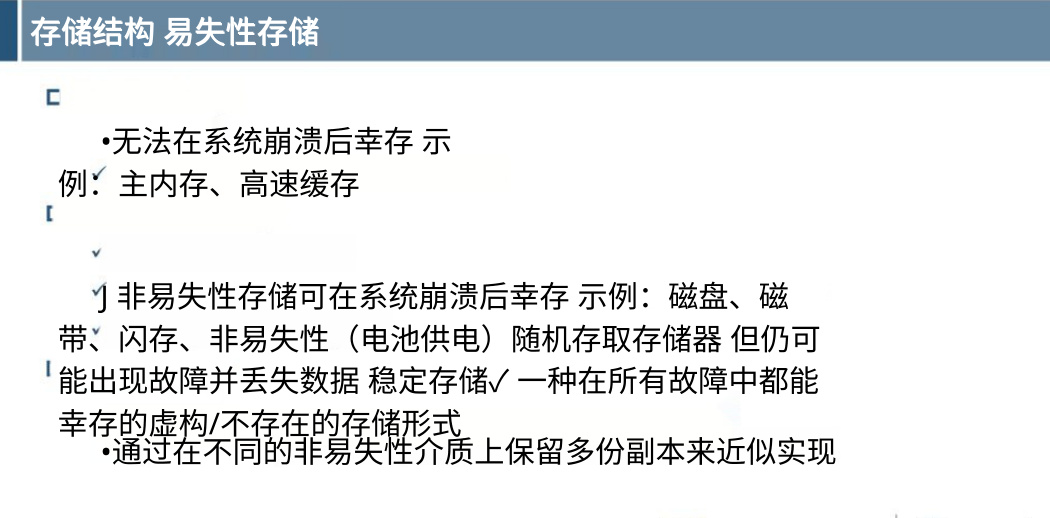 存储结构 易失性存储
•无法在系统崩溃后幸存 示
例：主内存、高速缓存
J 非易失性存储可在系统崩溃后幸存 示例：磁盘、磁
带、闪存、非易失性（电池供电）随机存取存储器 但仍可
能出现故障并丢失数据 稳定存储✓ 一种在所有故障中都能
幸存的虚构/不存在的存储形式
•通过在不同的非易失性介质上保留多份副本来近似实现